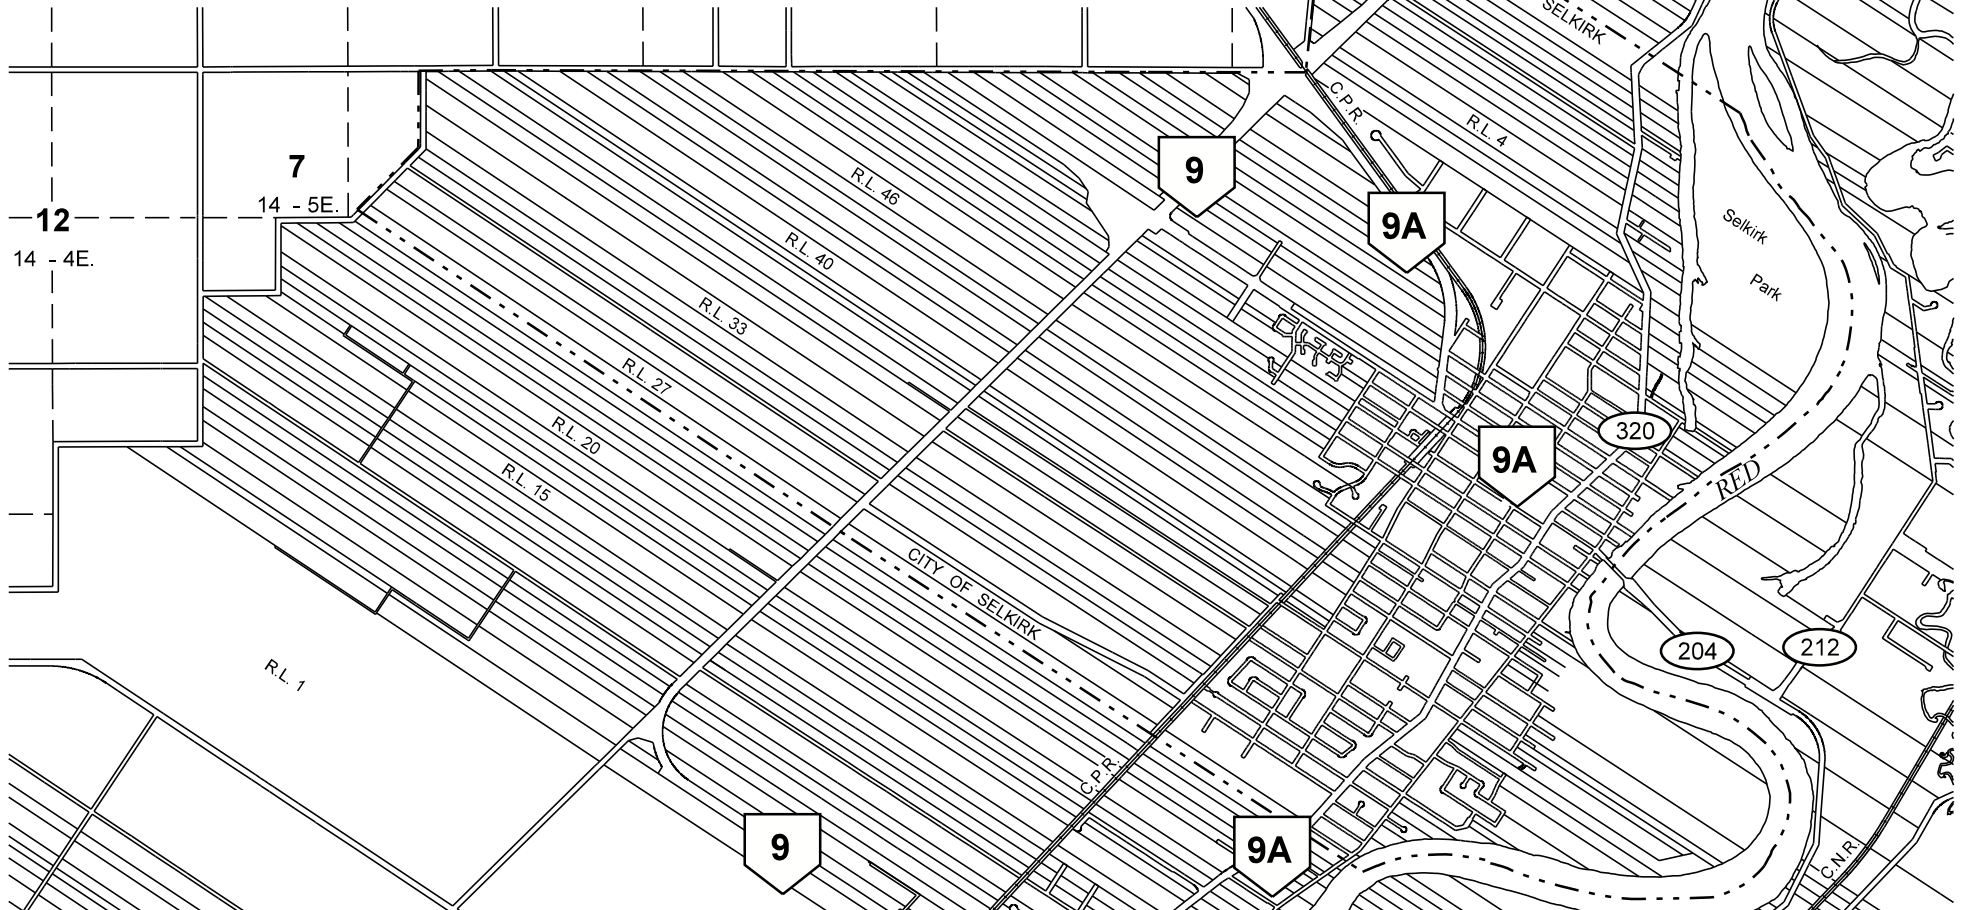 SELKIRK
C.P.R.
R.L. 4
7
14 - 5E.
9
R.L. 46
12
14 - 4E.
9A
Selkirk
Park
R.L. 40
R.L. 33
R.L. 27
R.L. 20
R.L. 15
320
9A
RED
CITY OF SELKIRK
204
212
R.L. 1
C.P.R.
9
9A
C.N.R.